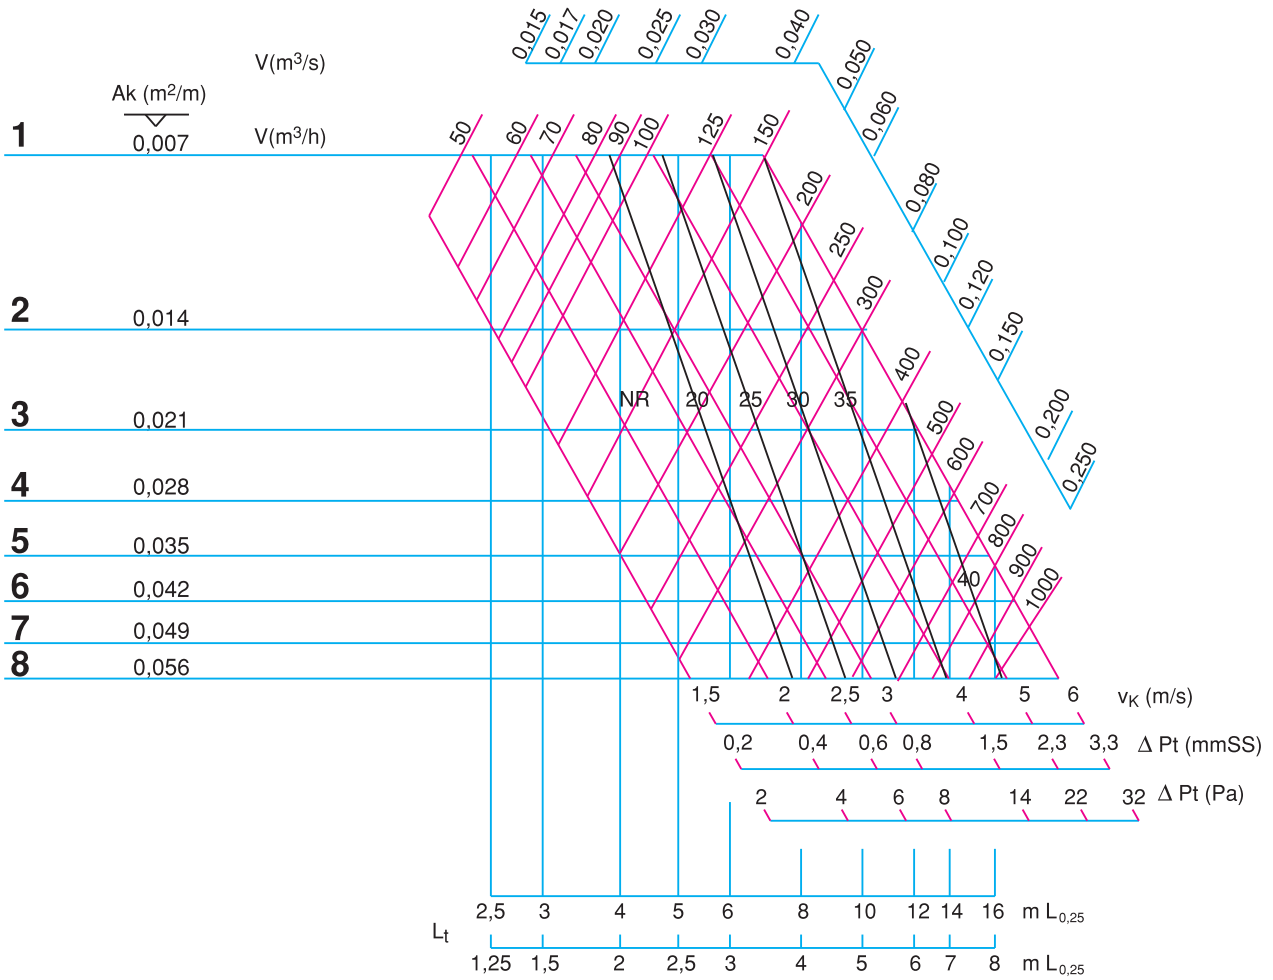 0,015 0,017 0,020 0,025 0,030 0,040 0,050 0,060 0,080 0,100 0,120 0,150 0,200 0,250
V(m³/s)
Ak (m²/m)
V(m³/h)
50 60 70 80 90 100 125 150 200 250 300 400 500 600 700 800 900 1000
1 0,007
2 0,014
NR 20 25 30 35
3 0,021
4 0,028
5 0,035
40
6 0,042
7 0,049
8 0,056
1,5 2 2,5 3 4 5 6 vK (m/s)
0,2 0,4 0,6 0,8 1,5 2,3 3,3 Δ Pt (mmSS)
2 4 6 8 14 22 32 Δ Pt (Pa)
2,5 3 4 5 6 8 10 12 14 16 m L0,25
Lt
1,25 1,5 2 2,5 3 4 5 6 7 8 m L0,25